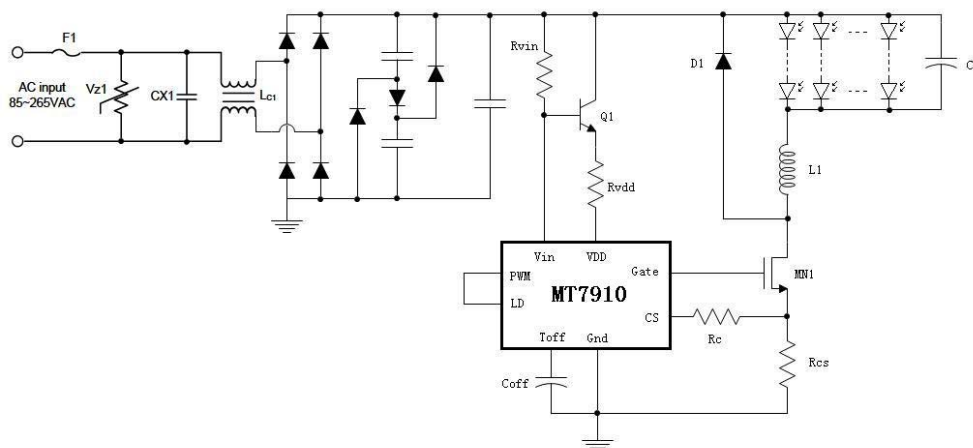 F1
AC input
85~265VAC
Vz1
CX1
LC1
Rvin
Q1
Rvdd
D1
C
L1
Vin
VDD
PWM
LD
MT7910
Gate
CS
Toff
Gnd
MN1
Rc
Rcs
Coff